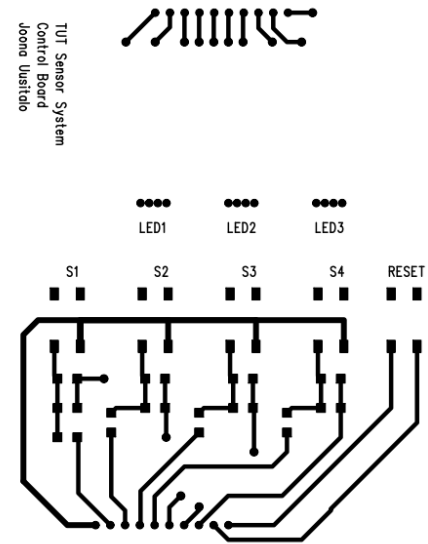 TUT Sensor System
Control Board
Joona Uusitalo
LED1 LED2 LED3
S1 S2 S3 S4 RESET